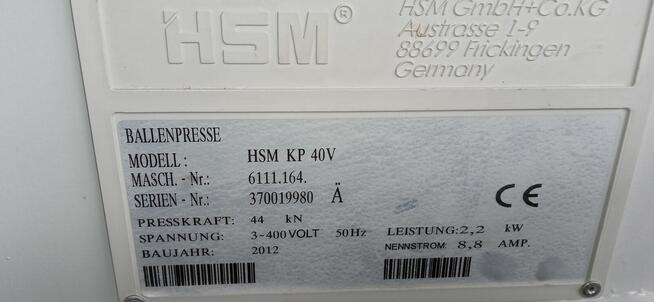 HSM®
HSM GmbH+Co.KG
Austrasse 1-9
88699 Frickingen
Germany
BALLENPRESSE
MODELL: HSM KP 40V
MASCH.-Nr.: 6111.164.
SERIEN-Nr.: 370019980 Ä
CE
PRESSKRAFT: 44 kN
SPANNUNG: 3~400VOLT 50Hz
LEISTUNG:2,2 kW
BAUJAHR: 2012
NENNSTROM: 8,8 AMP.